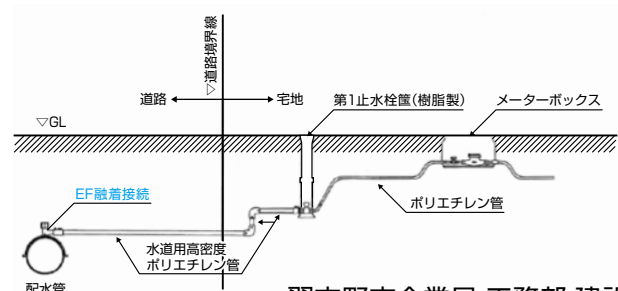 ▽道路境界線
道路
宅地
第1止水栓筺(樹脂製)
メーターボックス
▽GL
EF融着接続
ポリエチレン管
水道用高密度
ポリエチレン管
配水管